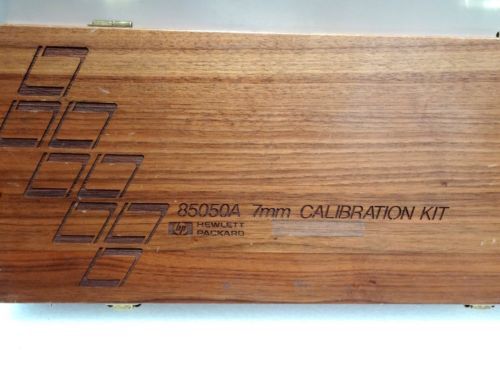 85050A 7mm CALIBRATION KIT
hp HEWLETT
PACKARD